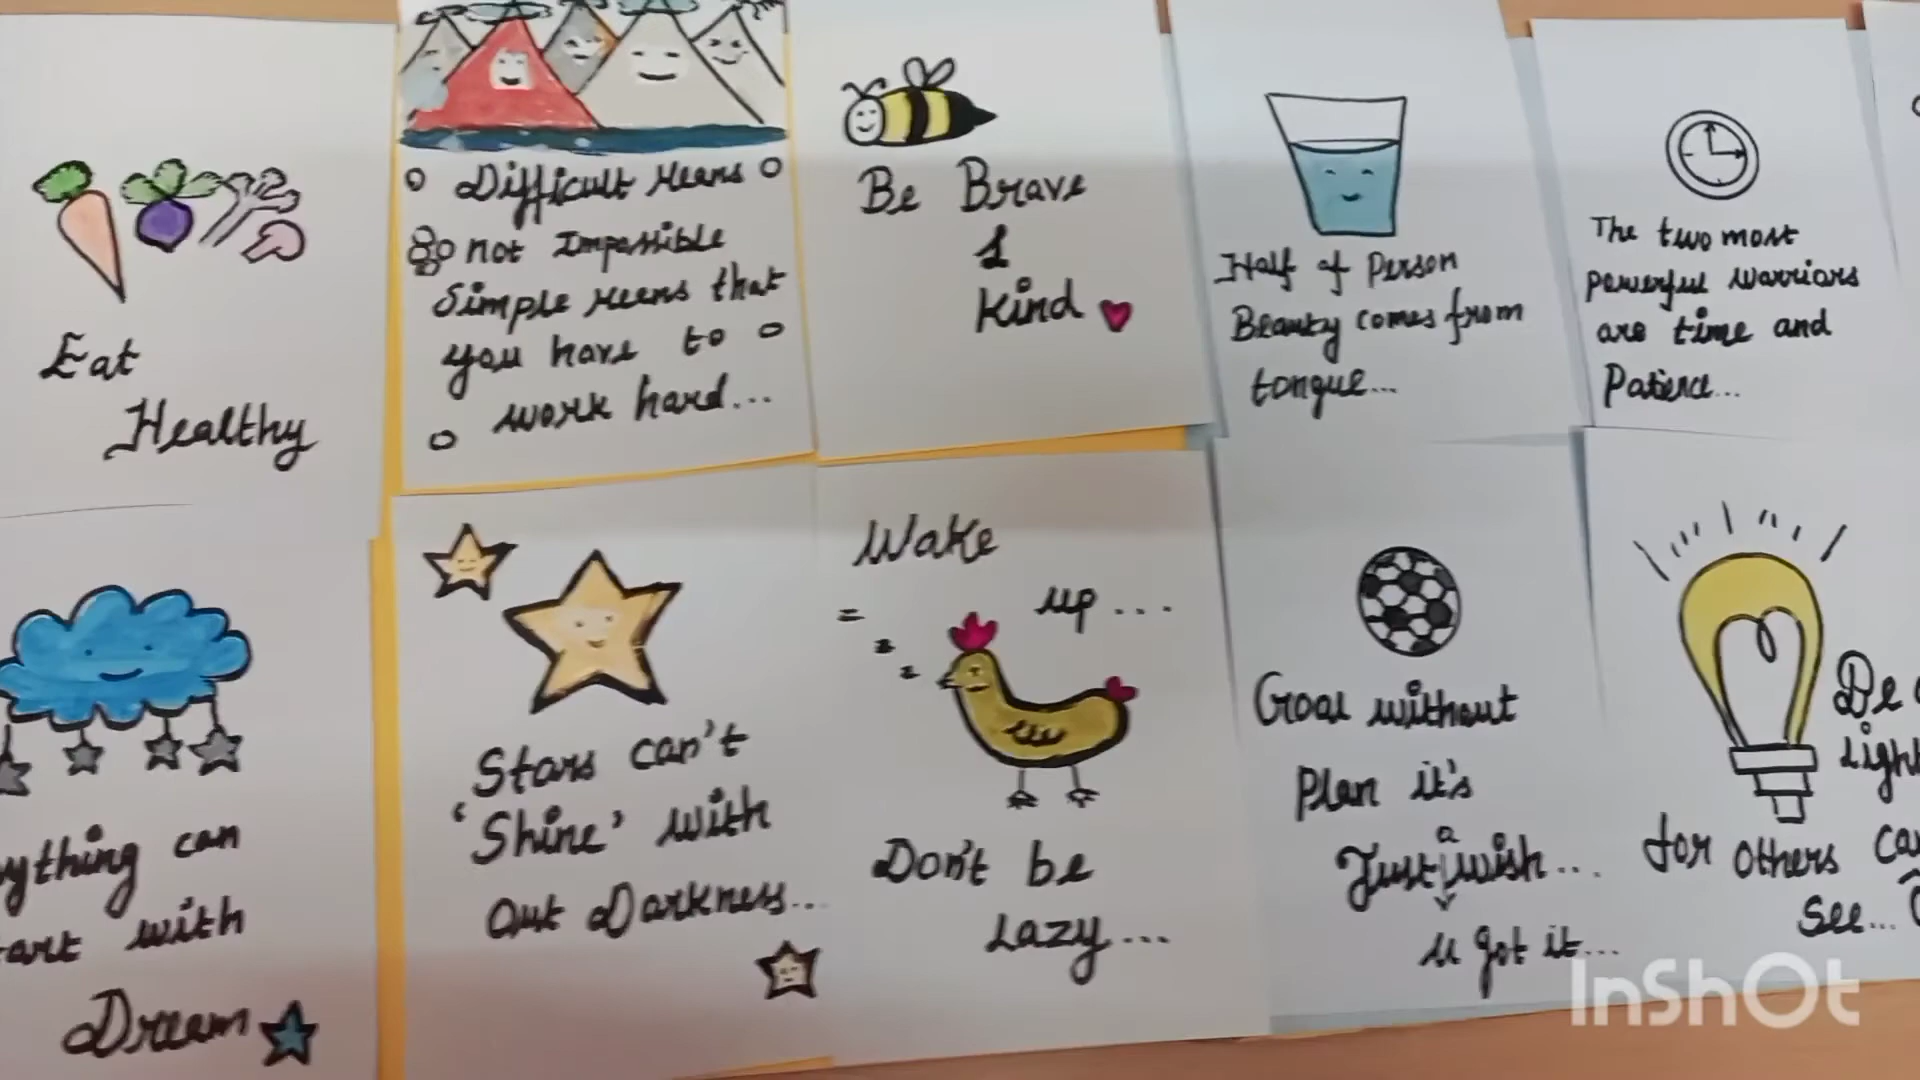 Eat
Healthy
Difficult Means
not Impossible
Simple means that
you have to
work hard...
Be Brave
&
Kind
Half of Person
Beauty comes from
tongue...
The two most
powerful warriors
are time and
Patience...
ything can
art with
Dream
Stars can't
'Shine' with
out Darkness...
Wake
up...
Don't be
Lazy...
Goal without
Plan it's
Just a wish...
u got it...
Be
Ligh
for others
See...
InShOt